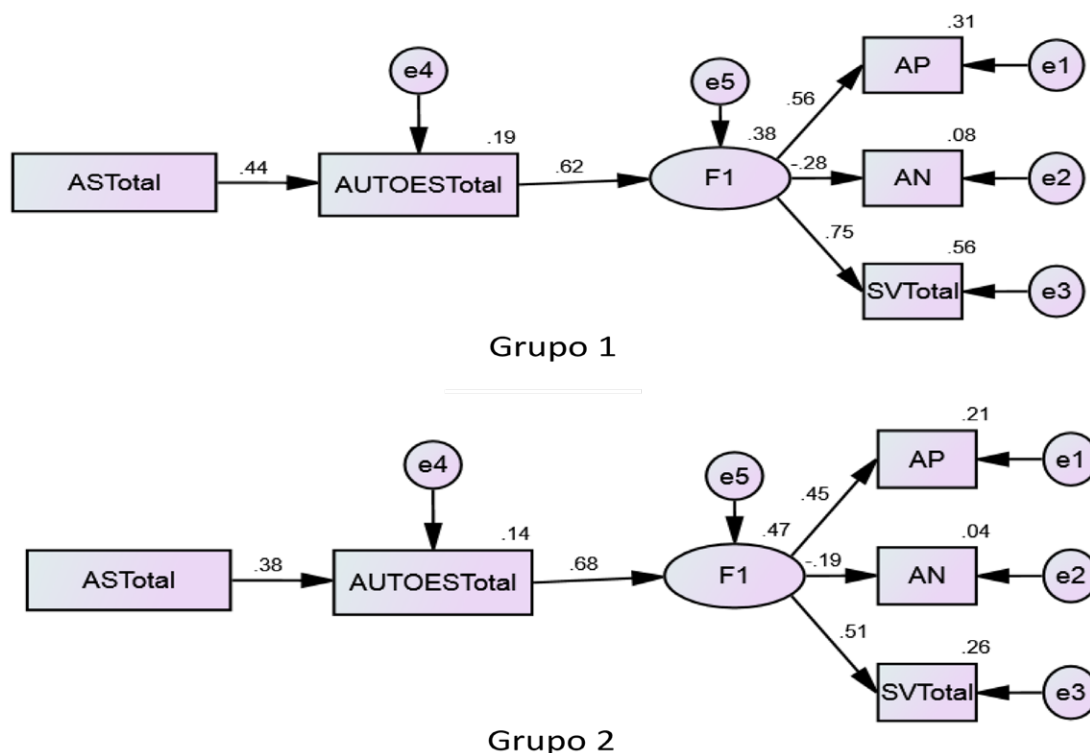 .31
e4
e5
AP
e1
.56
.19
.38
.08
ASTotal
.44
AUTOESTotal
.62
F1
-.28
AN
e2
.75
.56
SVTotal
e3
Grupo 1
.21
e4
e5
AP
e1
.45
.14
.47
.04
ASTotal
.38
AUTOESTotal
.68
F1
-.19
AN
e2
.51
.26
SVTotal
e3
Grupo 2